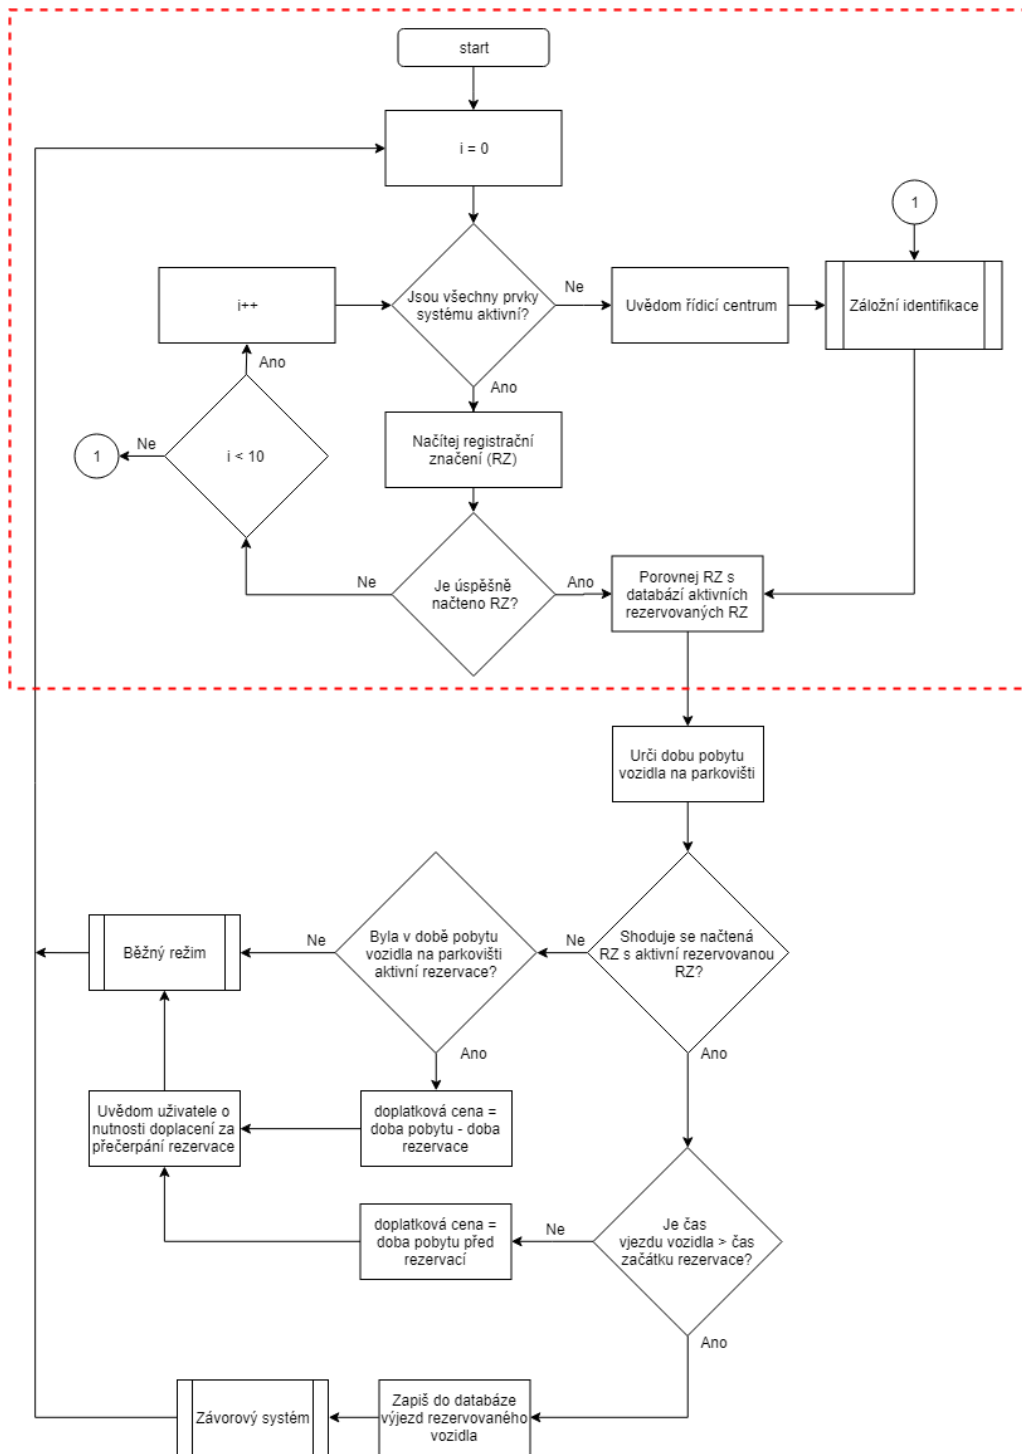 start
i = 0
1
i++
Jsou všechny prvky
systému aktivní?
Ne
Uvědom řídicí centrum
Záložní identifikace
Ano
Ano
Načítej registrační
značení (RZ)
i < 10
Ne
1
Je úspěšně
načteno RZ?
Ne
Ano
Porovnej RZ s
databází aktivních
rezervovaných RZ
Urči dobu pobytu
vozidla na parkovišti
Shoduje se načtená
RZ s aktivní rezervovanou
RZ?
Ne
Byla v době pobytu
vozidla na parkovišti
aktivní rezervace?
Ne
Běžný režim
Ano
Ano
doplatková cena =
doba pobytu - doba
rezervace
Uvědom uživatele o
nutnosti doplacení za
přečerpání rezervace
Je čas
vjezdu vozidla > čas
začátku rezervace?
Ne
doplatková cena =
doba pobytu před
rezervací
Ano
Zapiš do databáze
výjezd rezervovaného
vozidla
Závorový systém